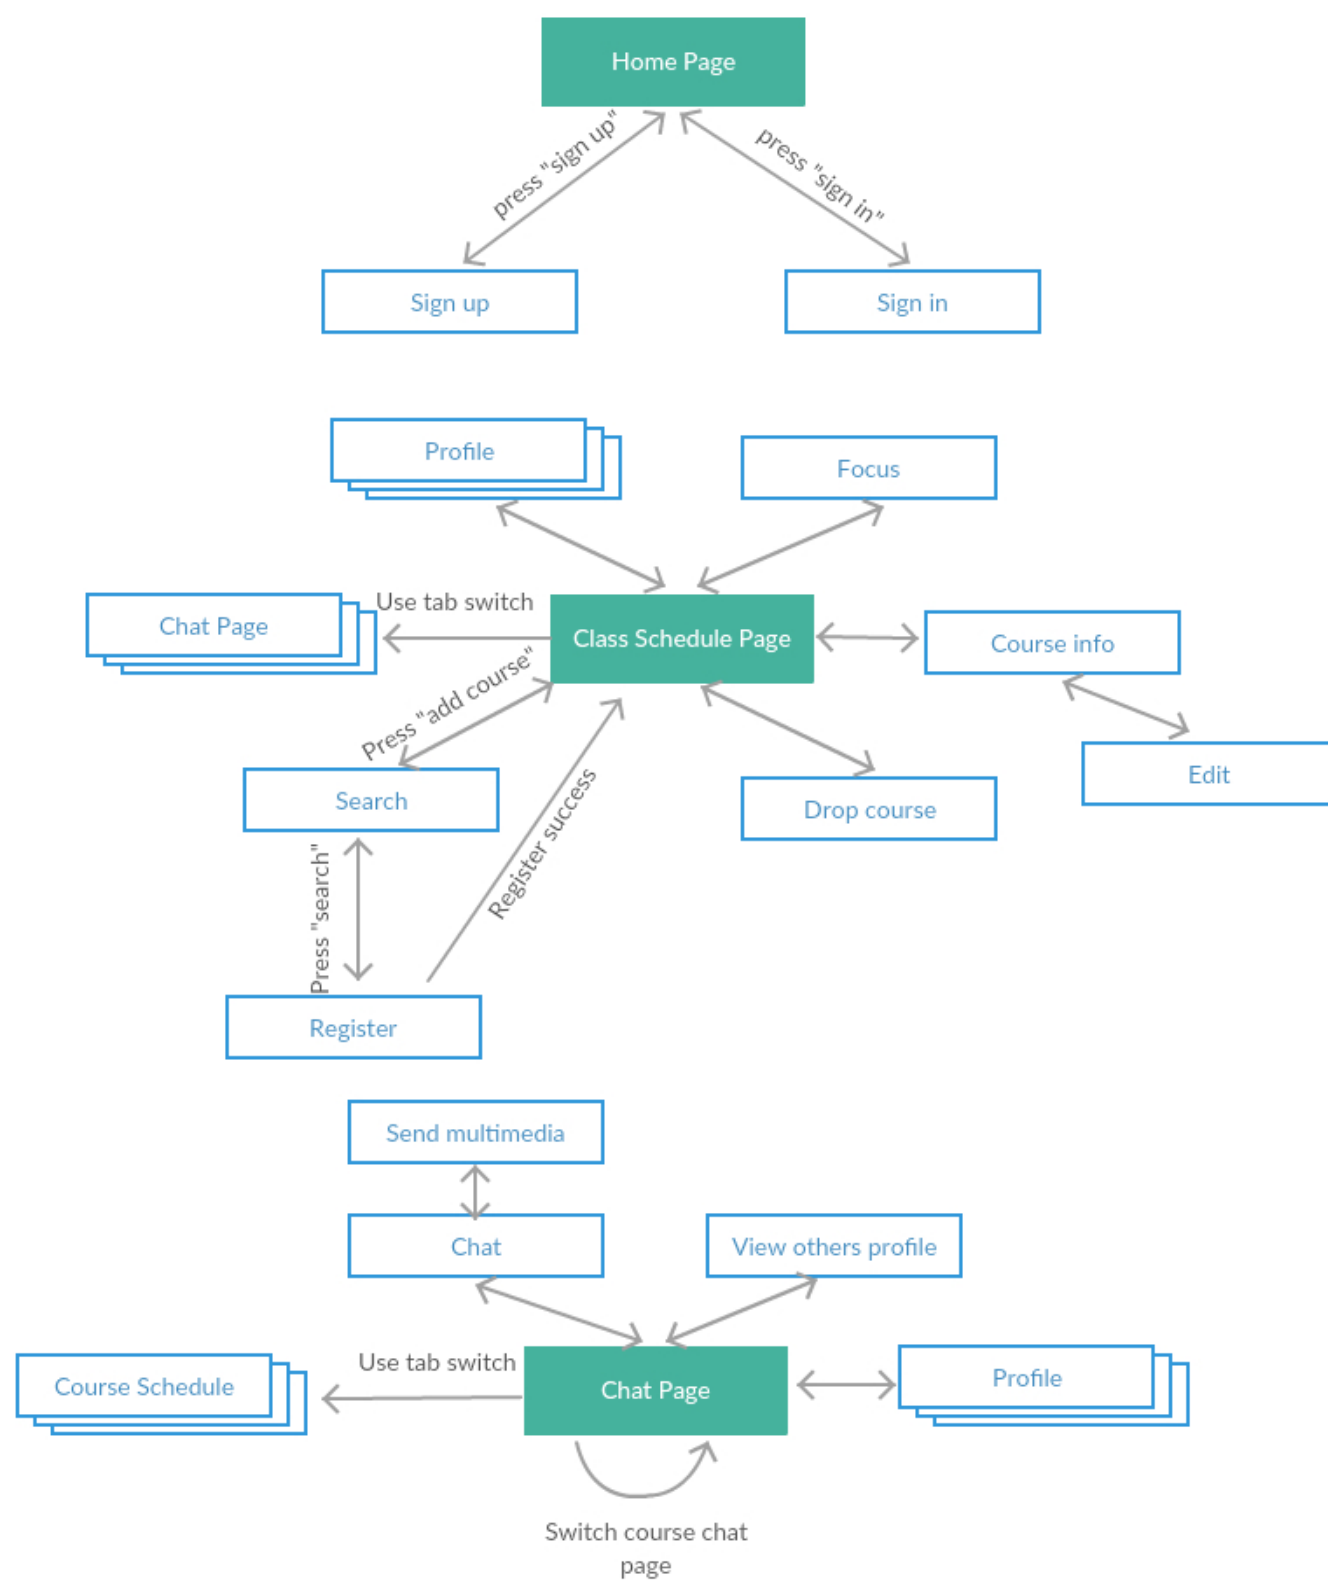 Home Page
press "sign up"
press "sign in"
Sign up
Sign in
Profile
Focus
Chat Page
Use tab switch
Class Schedule Page
Course info
Press "add course"
Edit
Search
Drop course
Register success
Press "search"
Register
Send multimedia
Chat
View others profile
Course Schedule
Use tab switch
Chat Page
Profile
Switch course chat
page